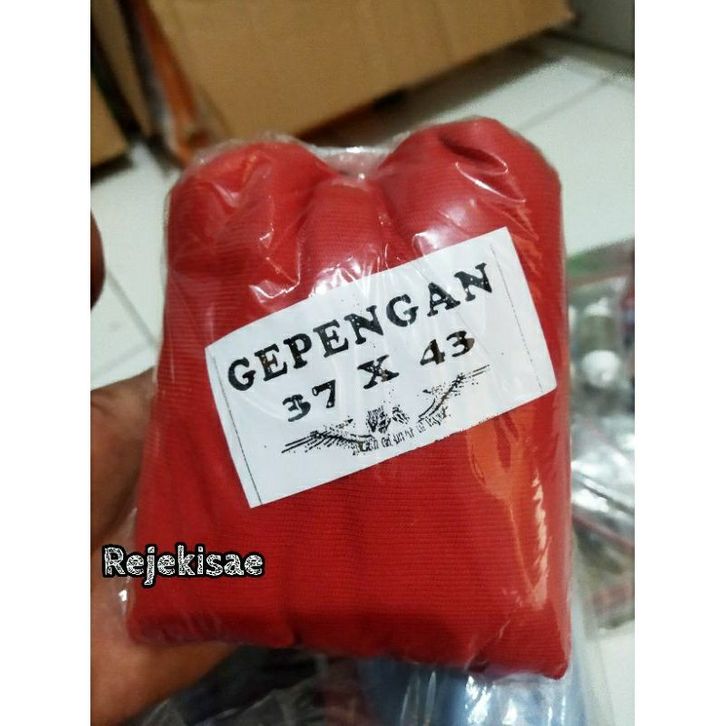 GEPENGAN
37 X 43
Rejekisae